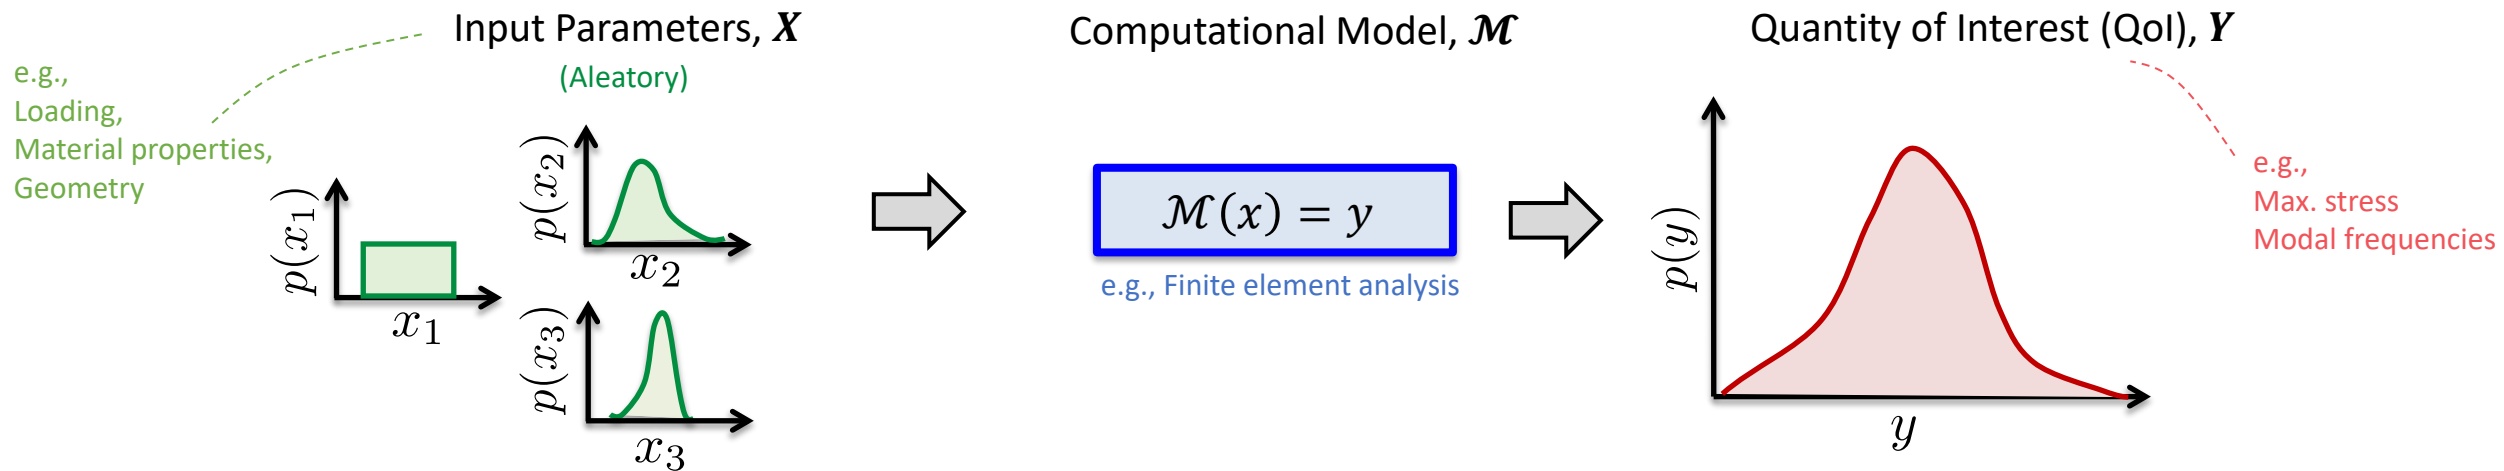 Input Parameters, X
(Aleatory)
e.g.,
Loading,
Material properties,
Geometry
p(x₁)
x₁
p(x₂)
x₂
p(x₃)
x₃
Computational Model, ℳ
ℳ(x) = y
e.g., Finite element analysis
Quantity of Interest (QoI), Y
p(y)
y
e.g.,
Max. stress
Modal frequencies